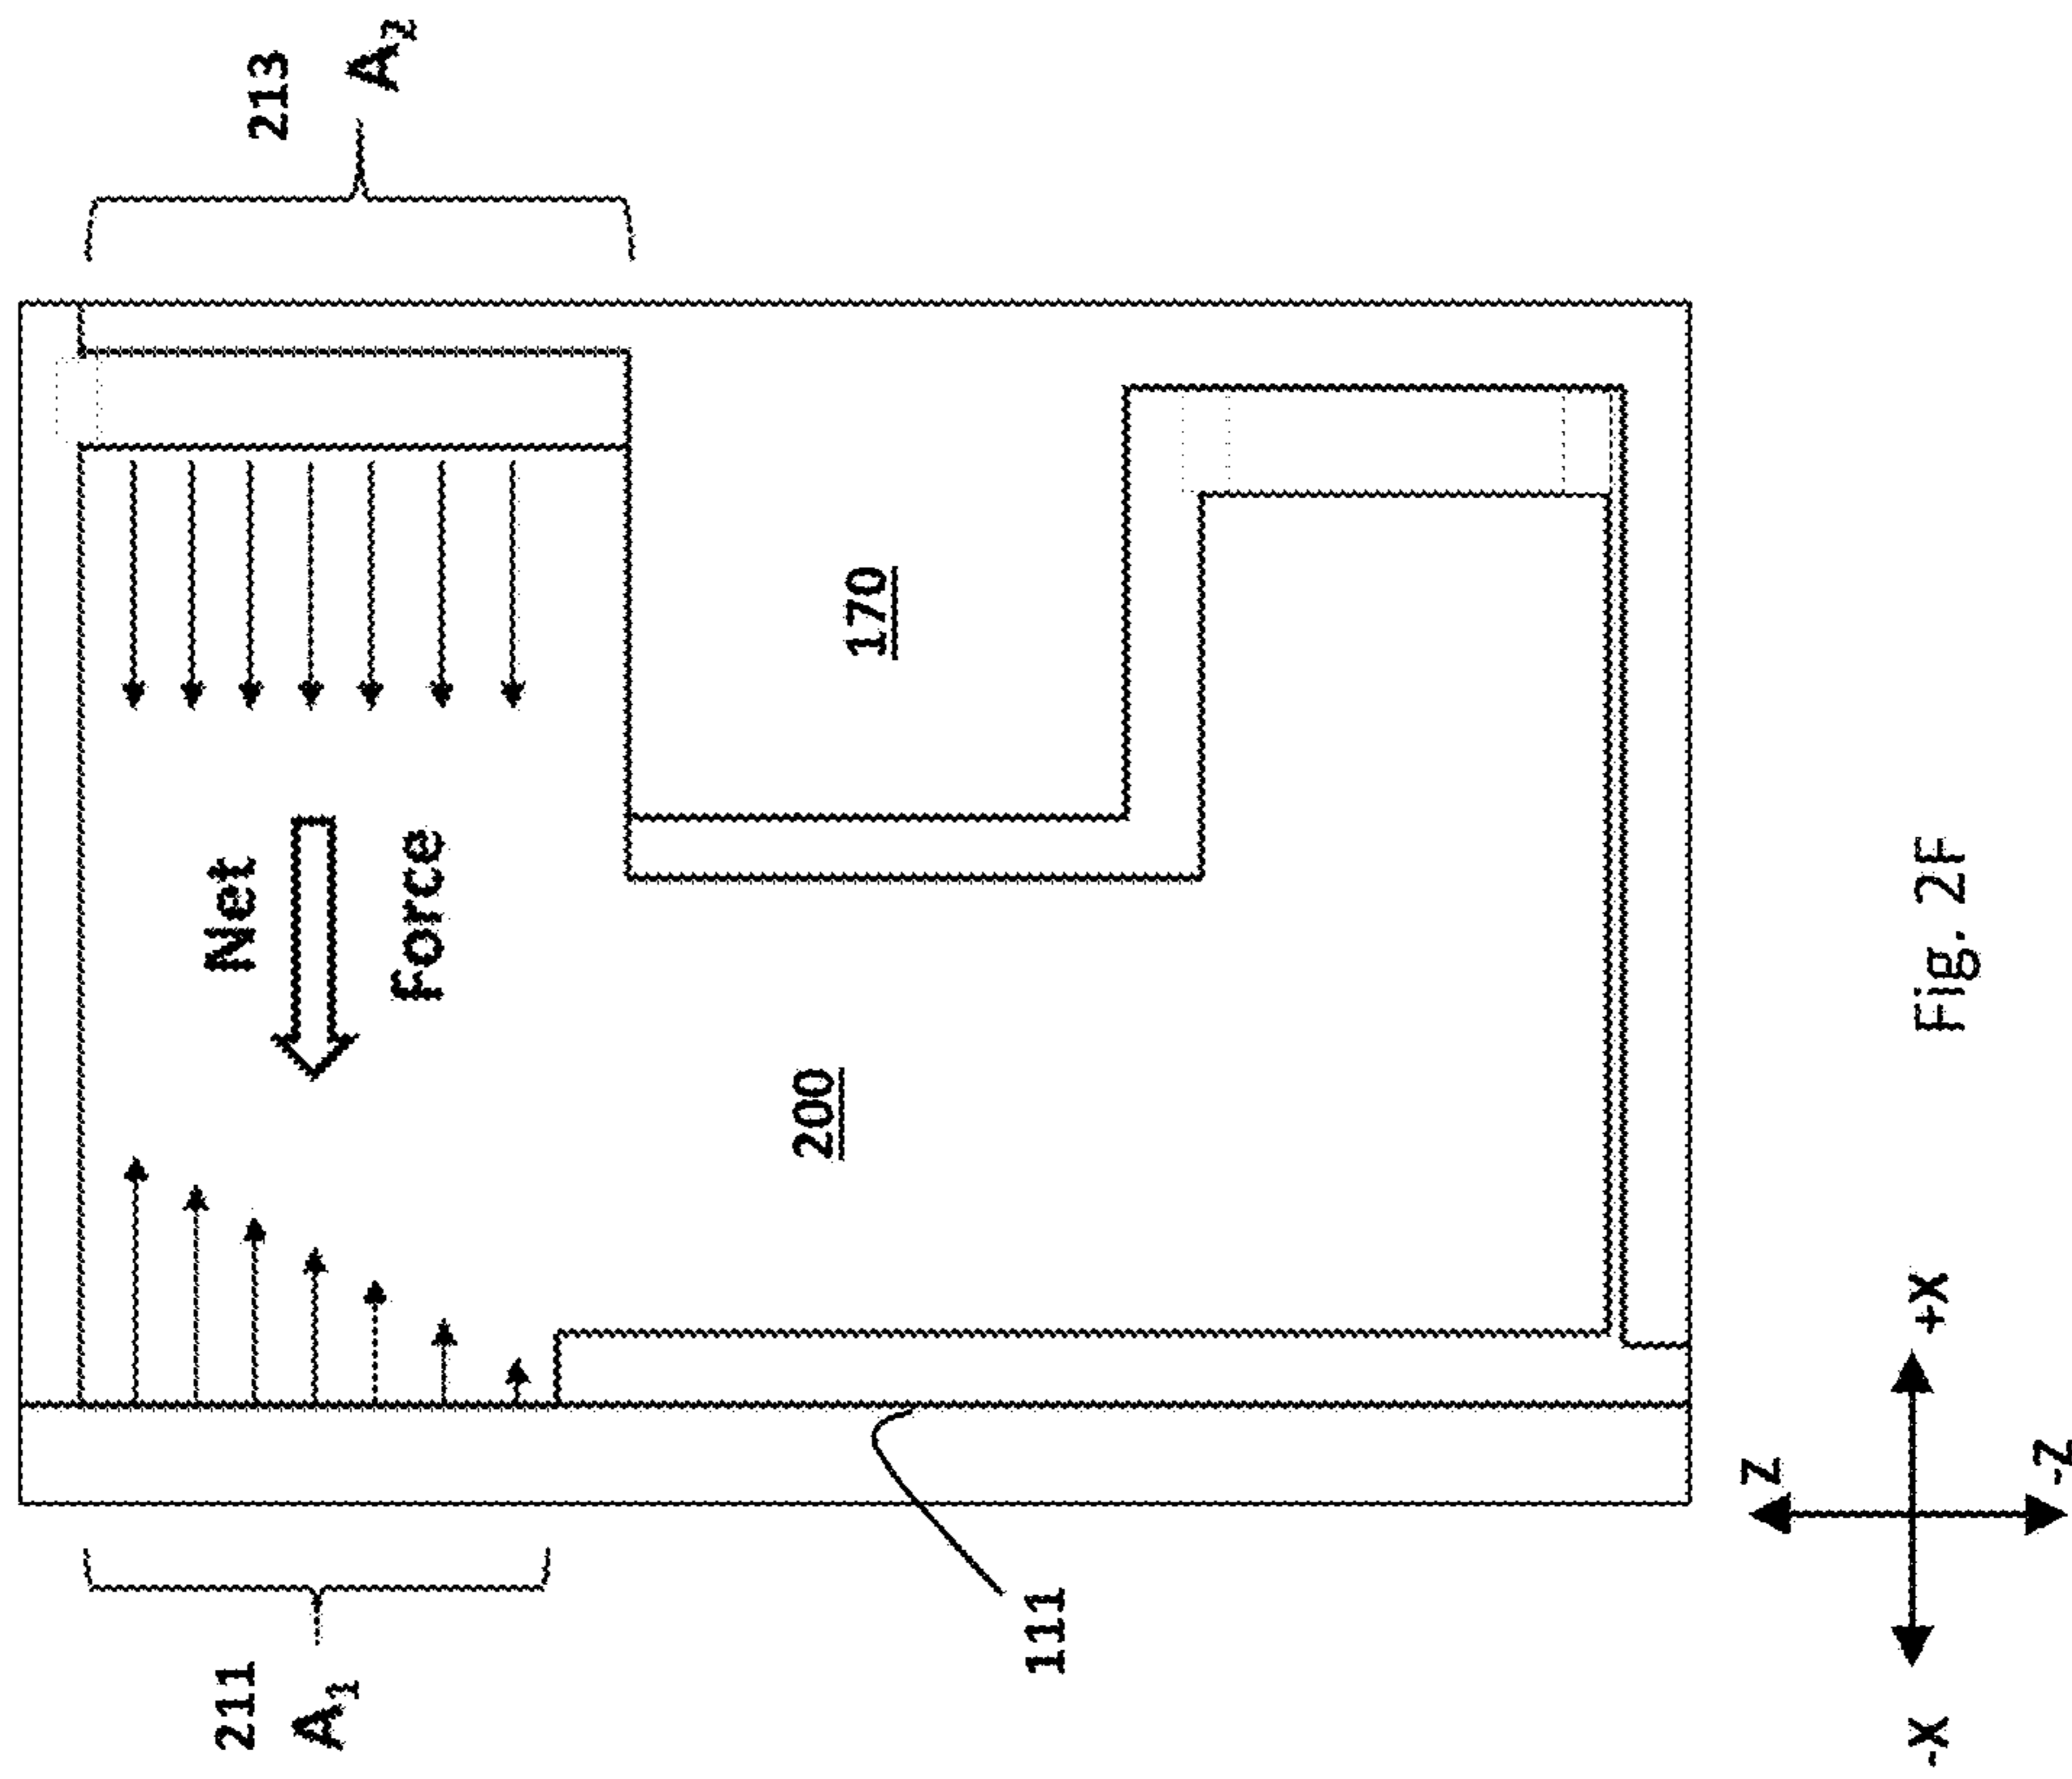 211
A₁
Net
Force
213
A₂
200
170
111
Z
-X
+X
-Z
Fig. 2F